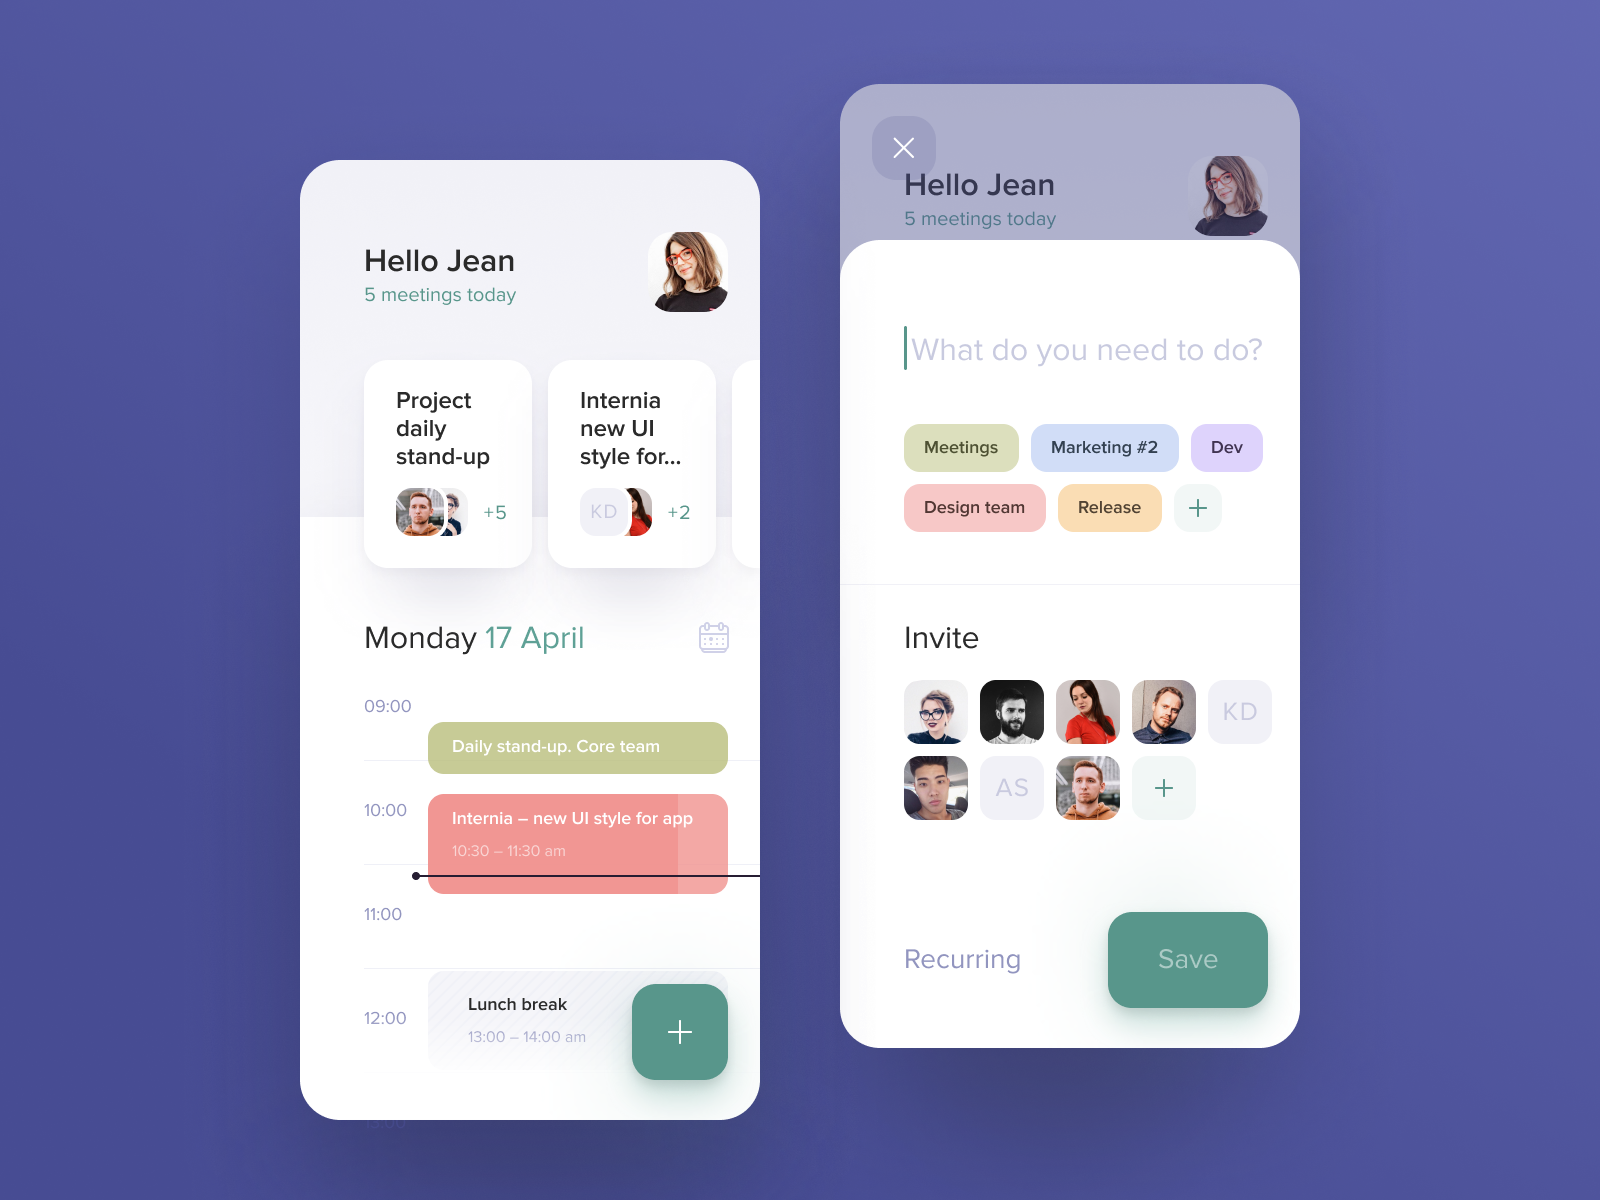 Hello Jean
5 meetings today
Project
daily
stand-up
+5
Internia
new UI
style for...
KD
+2
Monday 17 April
09:00
Daily stand-up. Core team
10:00
Internia – new UI style for app
10:30 – 11:30 am
11:00
Lunch break
12:00
13:00 – 14:00 am
13:00
Hello Jean
5 meetings today
What do you need to do?
Meetings
Marketing #2
Dev
Design team
Release
Invite
KD
AS
Recurring
Save